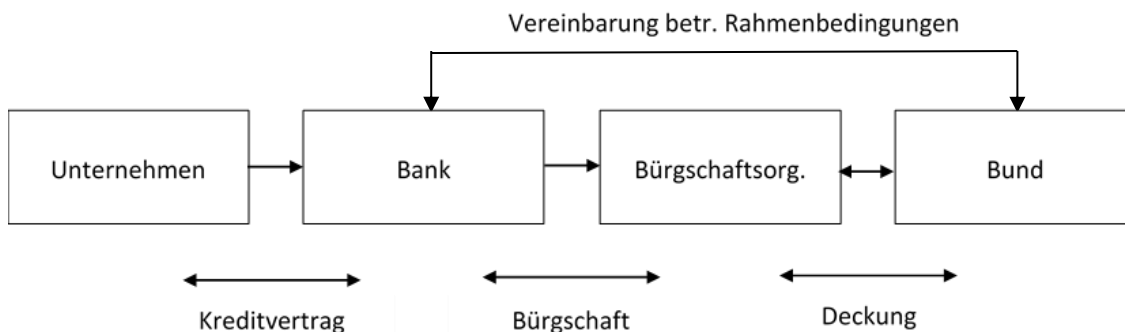 Vereinbarung betr. Rahmenbedingungen
Unternehmen
Bank
Bürgschaftsorg.
Bund
Kreditvertrag
Bürgschaft
Deckung